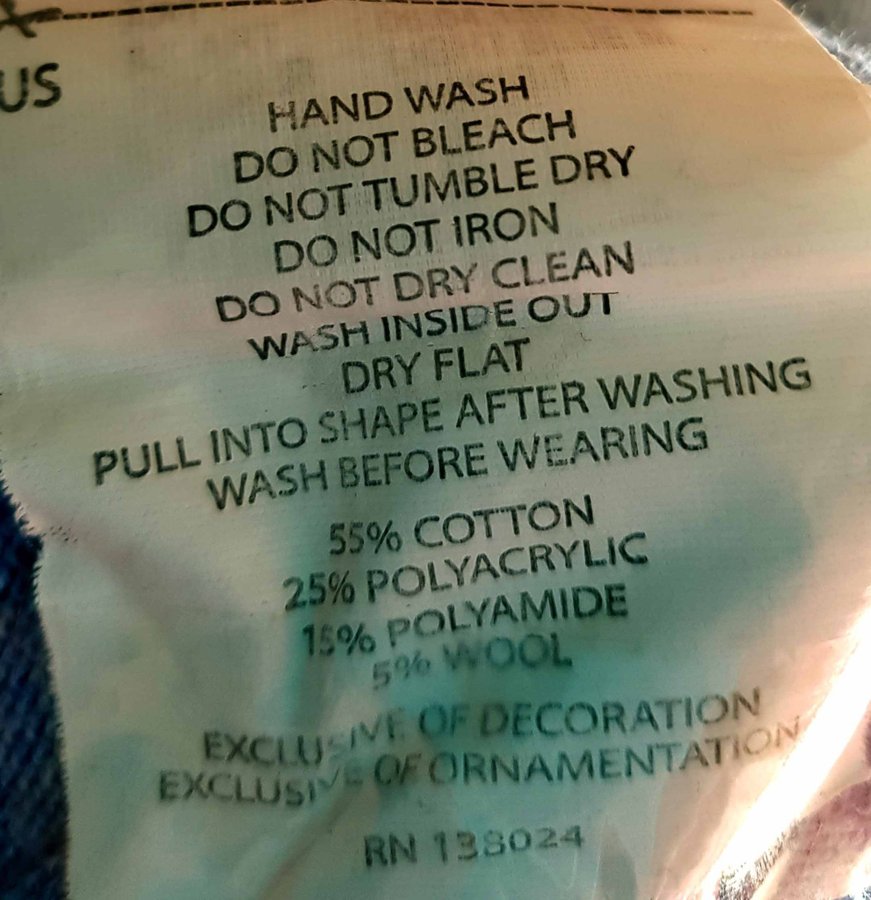 US
HAND WASH
DO NOT BLEACH
DO NOT TUMBLE DRY
DO NOT IRON
DO NOT DRY CLEAN
WASH INSIDE OUT
DRY FLAT
PULL INTO SHAPE AFTER WASHING
WASH BEFORE WEARING
55% COTTON
25% POLYACRYLIC
15% POLYAMIDE
5% WOOL
EXCLUSIVE OF DECORATION
EXCLUSIVE OF ORNAMENTATION
RN 138024